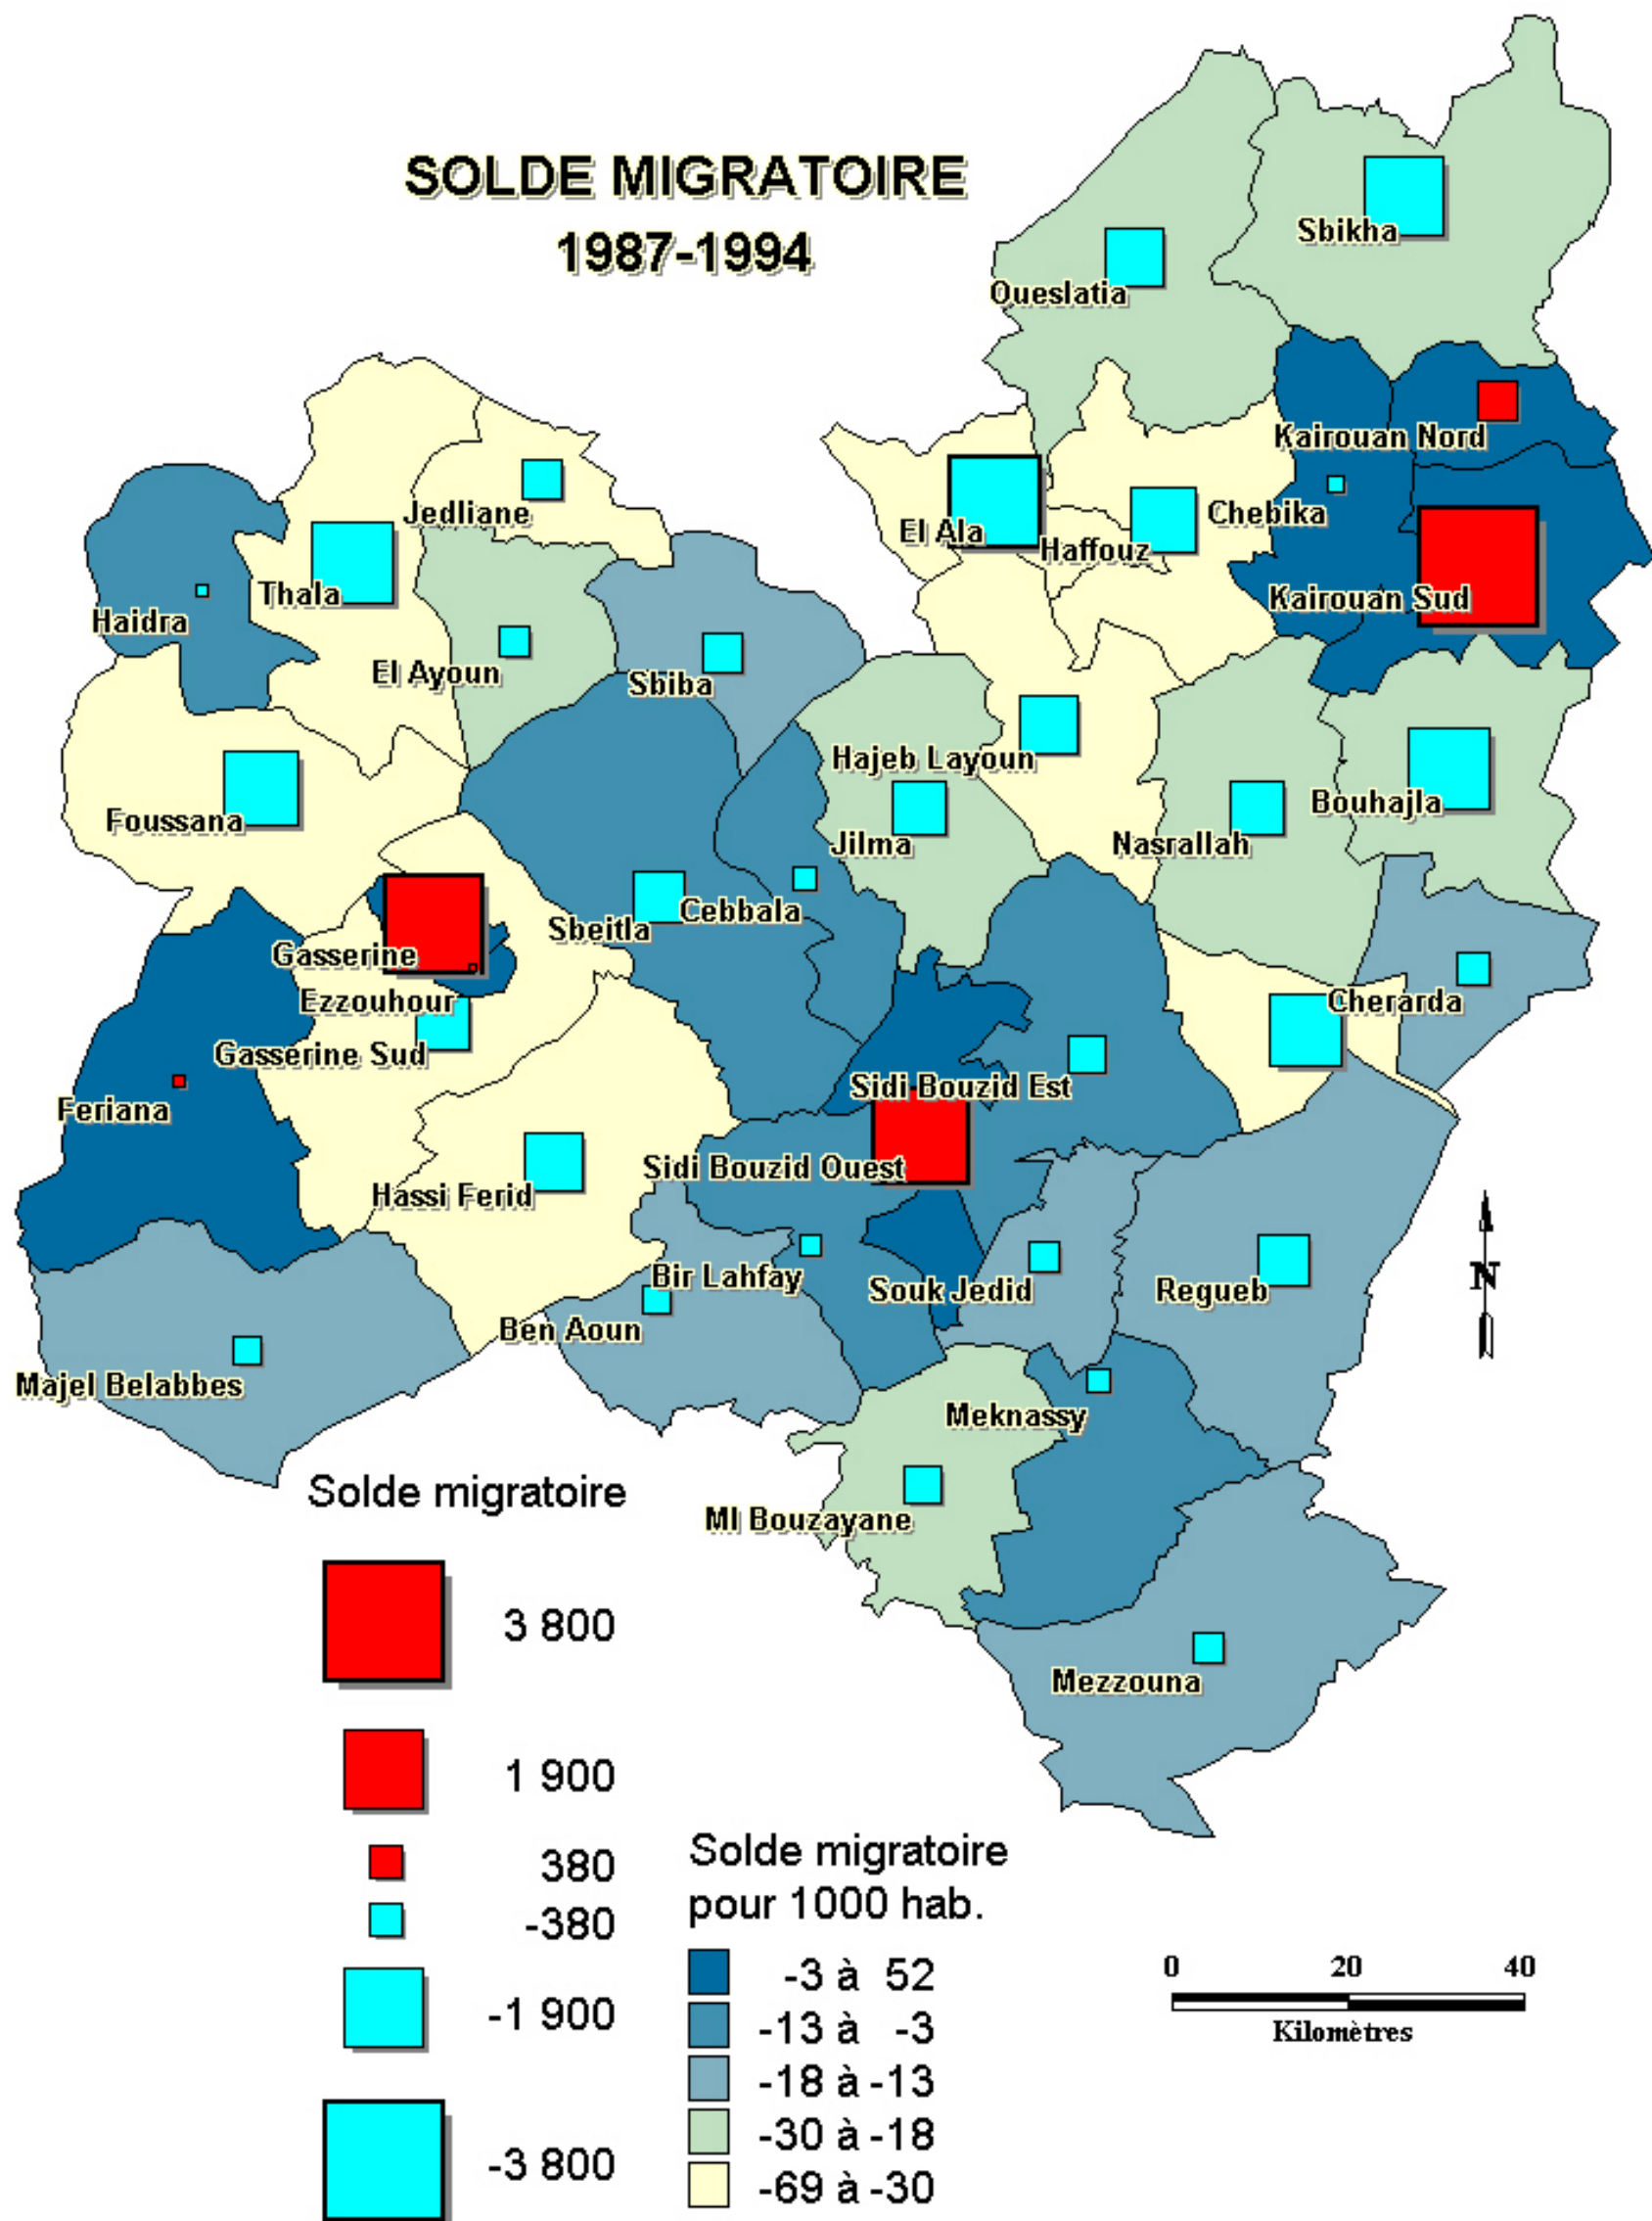 SOLDE MIGRATOIRE
1987-1994
Sbikha
Oueslatia
Kairouan Nord
Jedliane
Chebika
El Ala
Haffouz
Thala
Kairouan Sud
Haidra
El Ayoun
Sbiba
Hajeb Layoun
Bouhajla
Foussana
Jilma
Nasrallah
Cebbala
Sbeitla
Gasserine
Ezzouhour
Cherarda
Gasserine Sud
Sidi Bouzid Est
Feriana
Sidi Bouzid Ouest
Hassi Ferid
Bir Lahfay
Souk Jedid
Regueb
N
Ben Aoun
Majel Belabbes
Meknassy
Ml Bouzayane
Mezzouna
Solde migratoire
3 800
1 900
380
-380
-1 900
-3 800
Solde migratoire
pour 1000 hab.
-3 à 52
-13 à -3
-18 à -13
-30 à -18
-69 à -30
0 20 40
Kilomètres